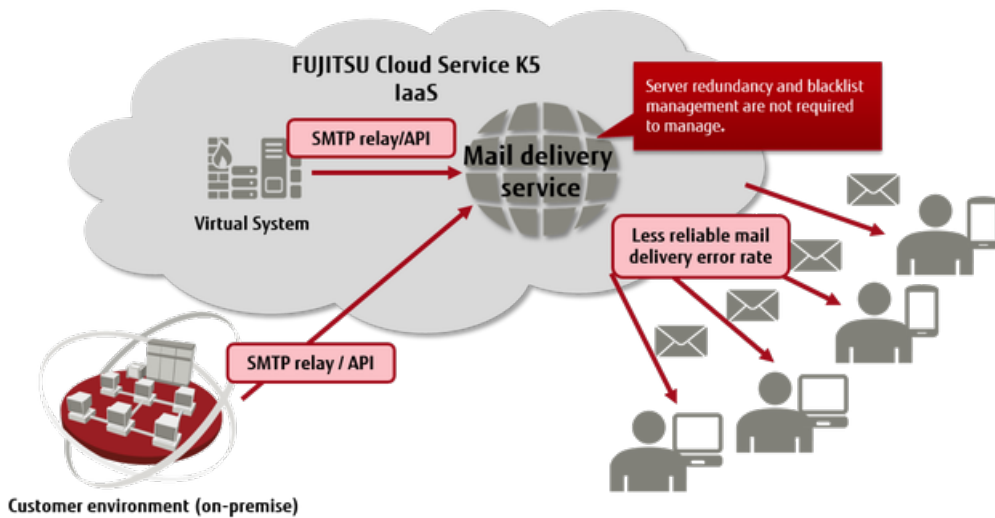 FUJITSU Cloud Service K5
IaaS
Server redundancy and blacklist
management are not required
to manage.
SMTP relay/API
Mail delivery
service
Virtual System
Less reliable mail
delivery error rate
SMTP relay / API
Customer environment (on-premise)